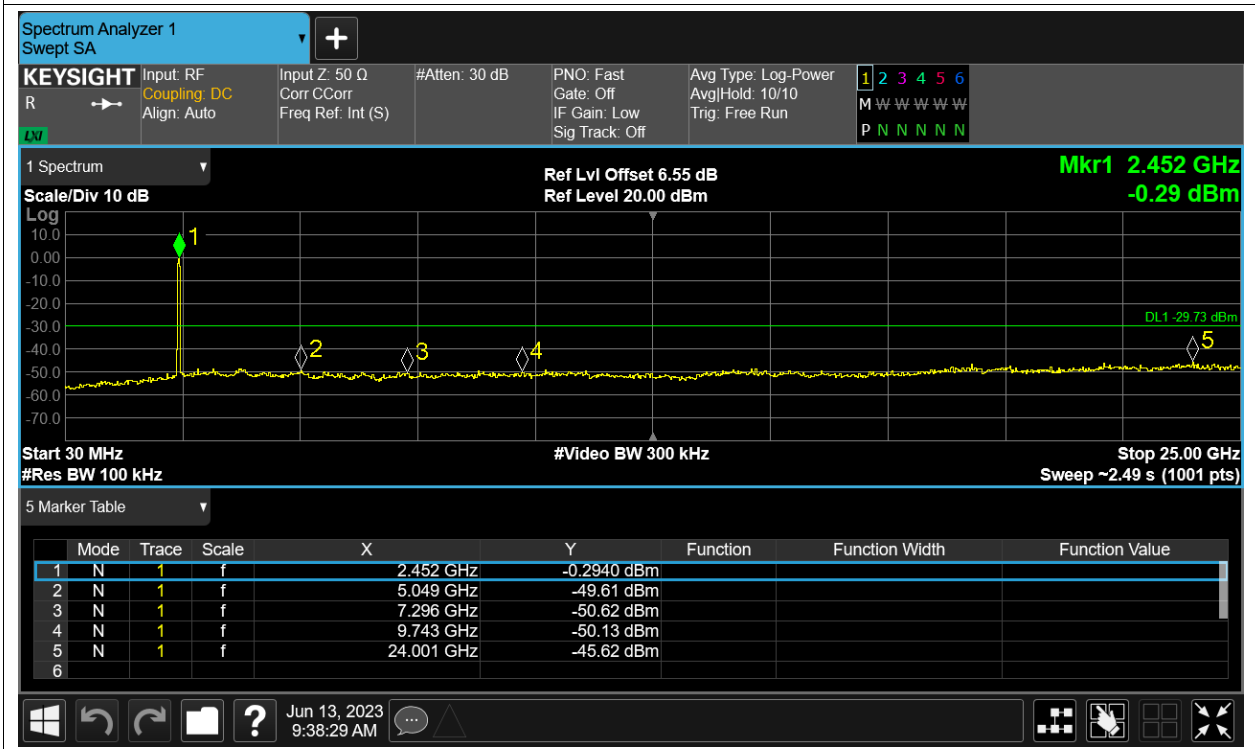 Spectrum Analyzer 1
Swept SA
+
KEYSIGHT Input: RF Input Z: 50 Ω #Atten: 30 dB PNO: Fast Avg Type: Log-Power 1 2 3 4 5 6
R Coupling: DC Corr CCorr Gate: Off Avg|Hold: 10/10 M W W W W W W
Align: Auto Freq Ref: Int (S) IF Gain: Low Trig: Free Run
LXI Sig Track: Off P N N N N N N
1 Spectrum Ref Lvl Offset 6.55 dB Mkr1 2.452 GHz
Scale/Div 10 dB Ref Level 20.00 dBm -0.29 dBm
Log
10.0 1
0.00
-10.0
-20.0
-30.0 DL1 -29.73 dBm
-40.0 2 3 4 5
-50.0
-60.0
-70.0
Start 30 MHz #Video BW 300 kHz Stop 25.00 GHz
#Res BW 100 kHz Sweep ~2.49 s (1001 pts)
5 Marker Table
Mode Trace Scale X Y Function Function Width Function Value
1 N 1 f 2.452 GHz -0.2940 dBm
2 N 1 f 5.049 GHz -49.61 dBm
3 N 1 f 7.296 GHz -50.62 dBm
4 N 1 f 9.743 GHz -50.13 dBm
5 N 1 f 24.001 GHz -45.62 dBm
6
? Jun 13, 2023
9:38:29 AM